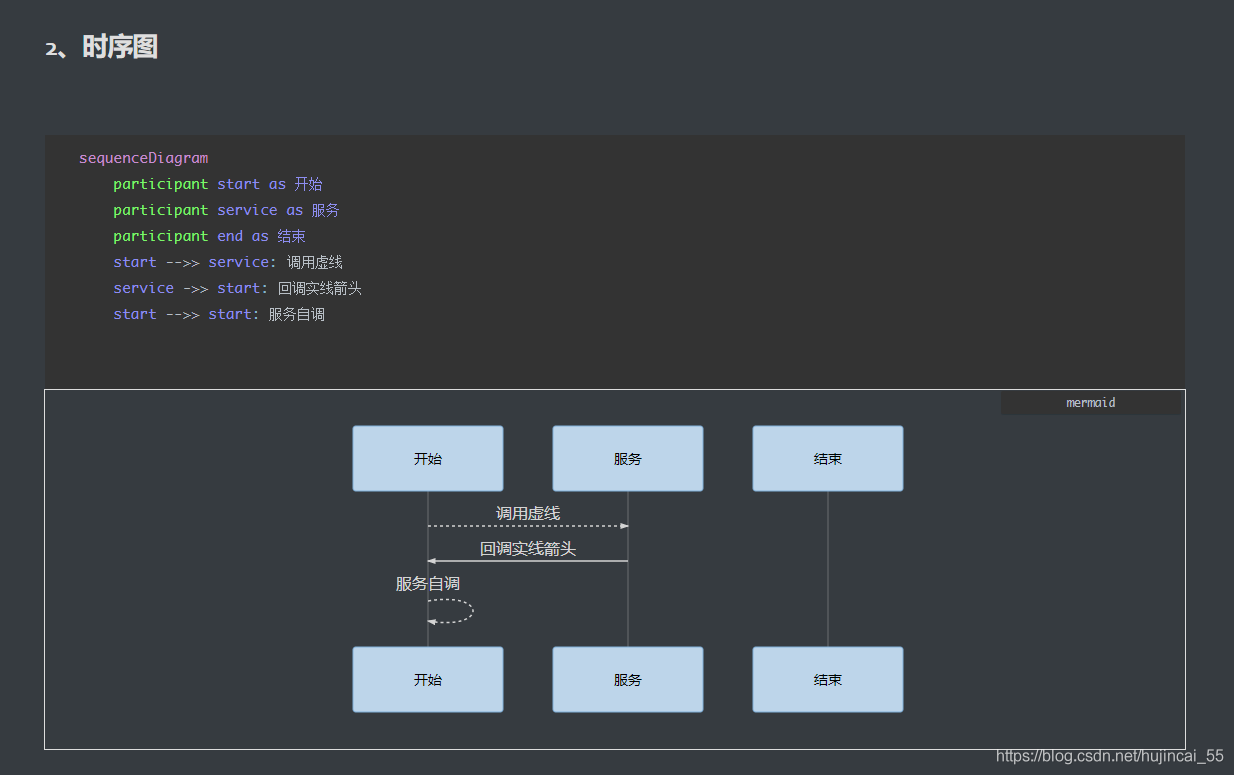 2、时序图
sequenceDiagram
participant start as 开始
participant service as 服务
participant end as 结束
start -->> service: 调用虚线
service ->> start: 回调实线箭头
start -->> start: 服务自调
mermaid
开始 服务 结束
调用虚线
回调实线箭头
服务自调
开始 服务 结束
https://blog.csdn.net/hujincai_55